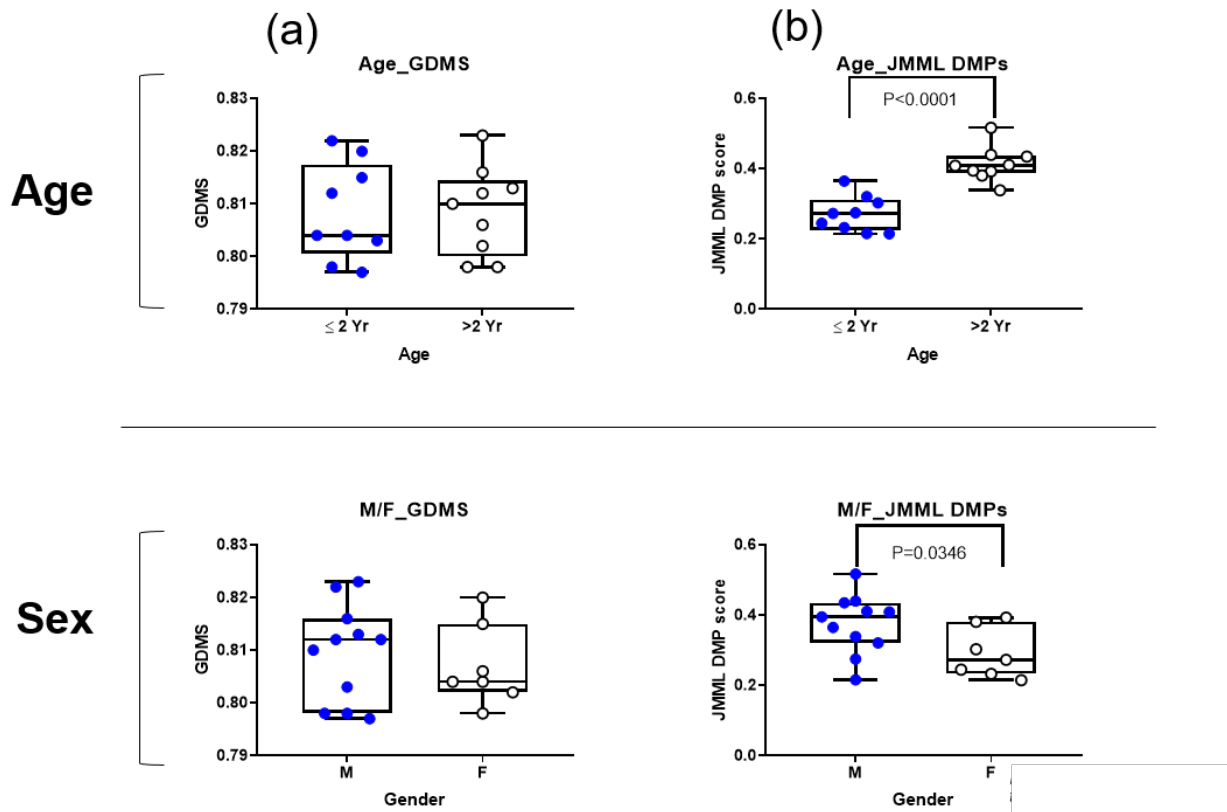 (a)
(b)
Age
Age_GDMS
GDMS
0.83
0.82
0.81
0.80
0.79
≤ 2 Yr
>2 Yr
Age
Age_JMML DMPs
P<0.0001
JMML DMP score
0.6
0.4
0.2
0.0
≤ 2 Yr
>2 Yr
Age
Sex
M/F_GDMS
GDMS
0.83
0.82
0.81
0.80
0.79
M
F
Gender
M/F_JMML DMPs
P=0.0346
JMML DMP score
0.6
0.4
0.2
0.0
M
F
Gender